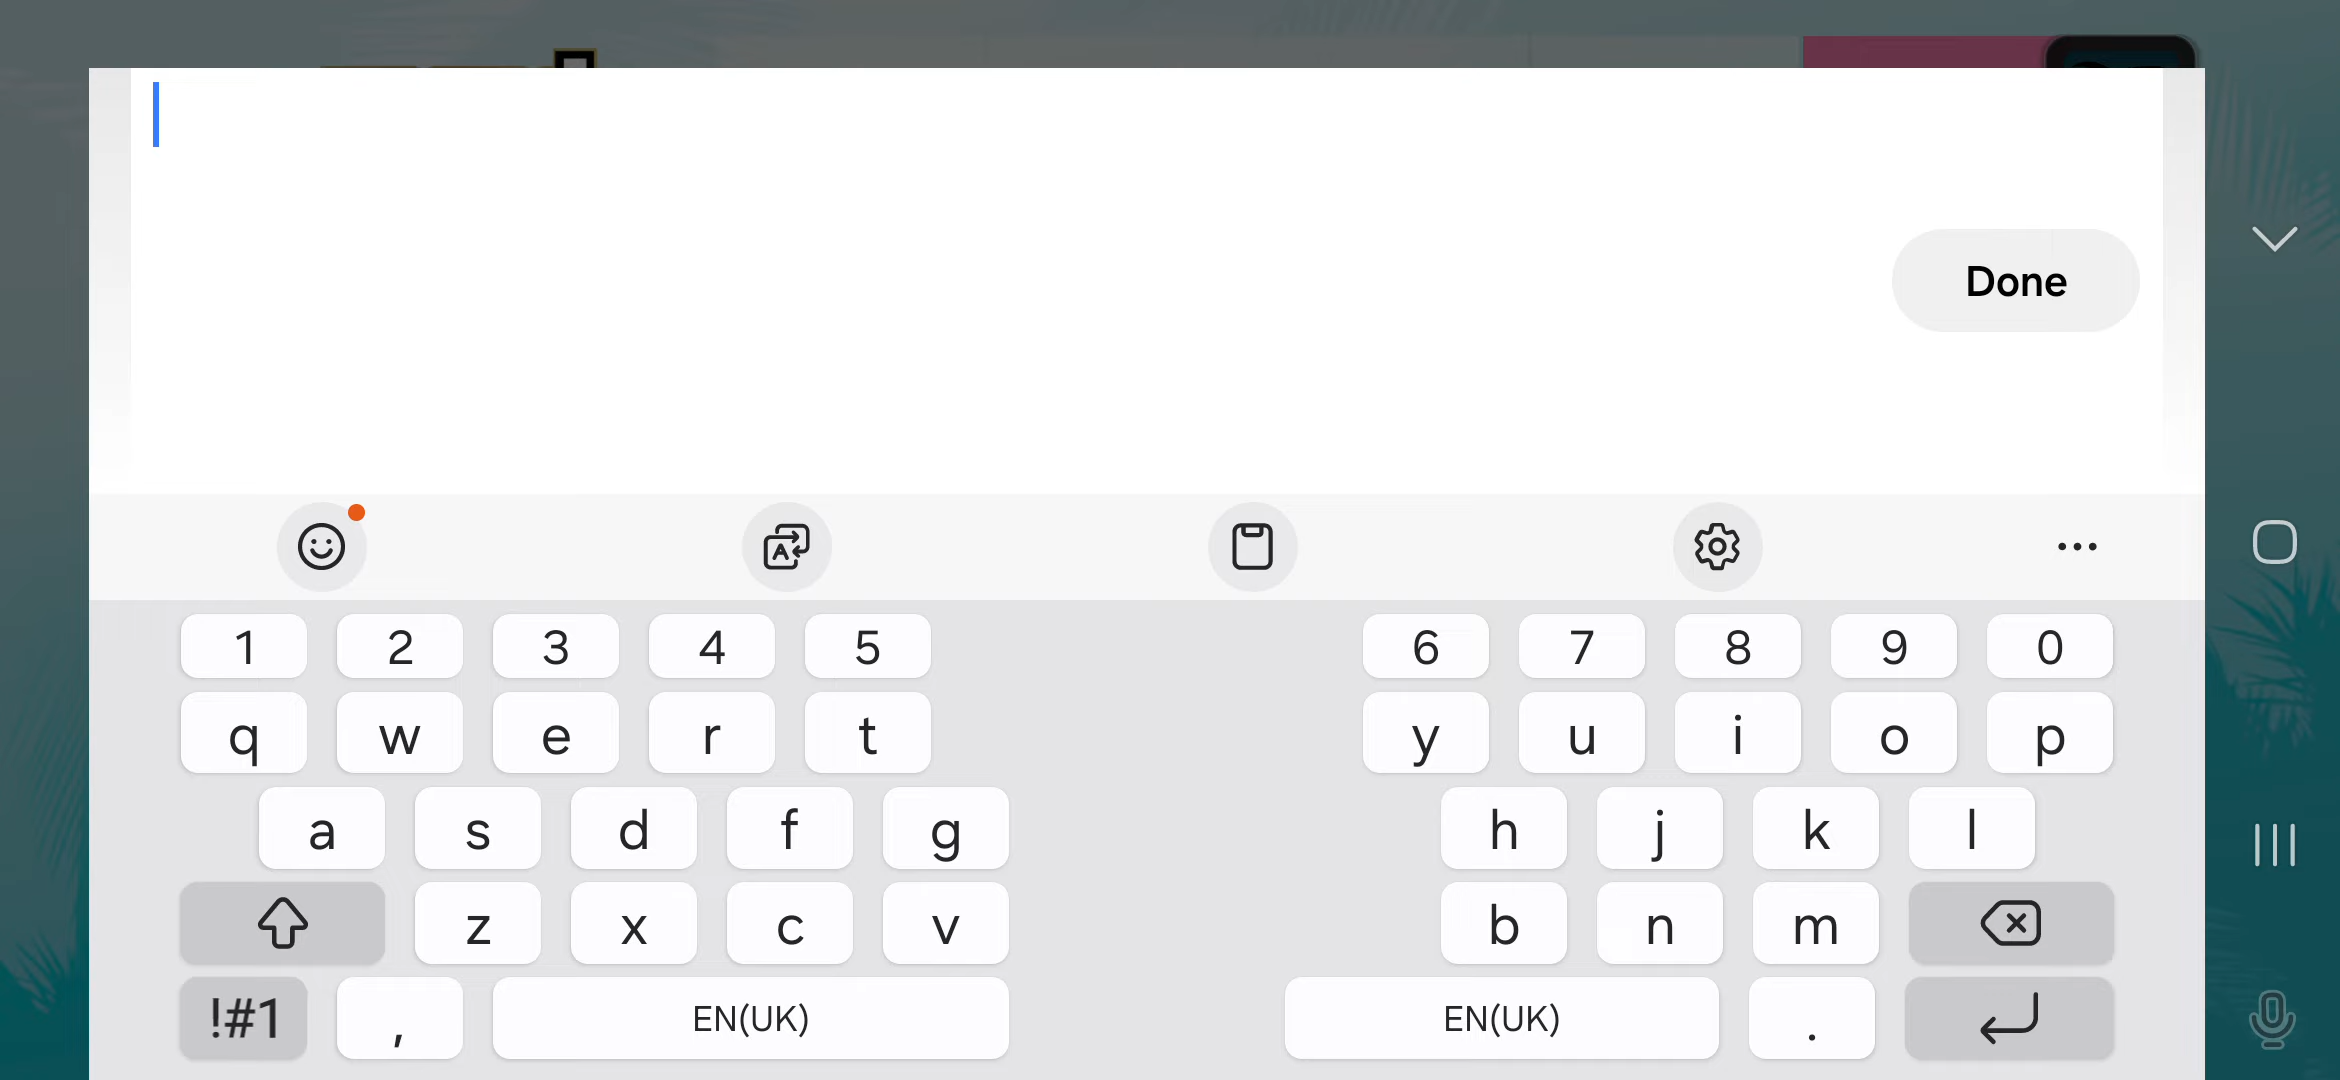 Done
1 2 3 4 5 6 7 8 9 0
q w e r t y u i o p
a s d f g h j k l
z x c v b n m
!#1 , EN(UK) EN(UK) .